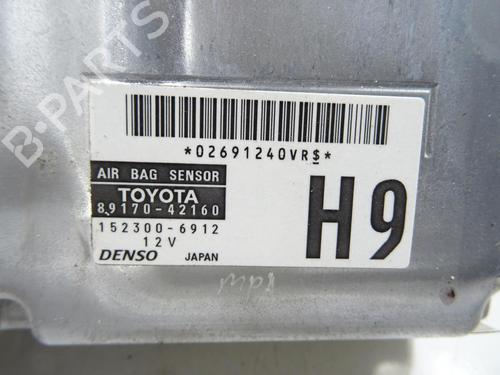 B-PARTS
*02691240VR$*
AIR BAG SENSOR
TOYOTA
89170-42160
152300-6912
12V
DENSO JAPAN
H9